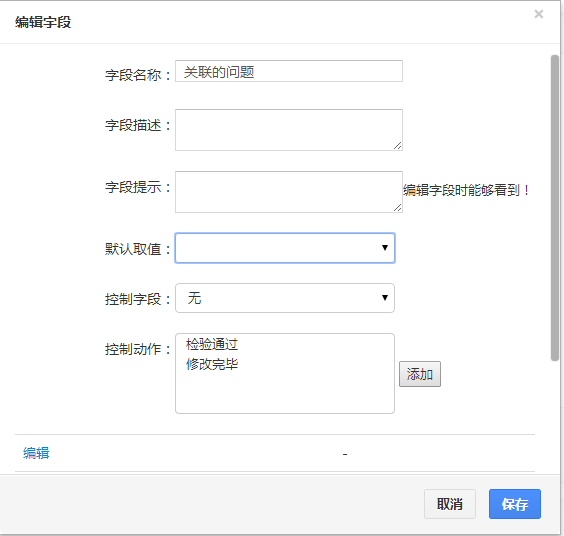 编辑字段
×
字段名称：
关联的问题
字段描述：
字段提示：
编辑字段时能够看到！
默认取值：
控制字段：
无
控制动作：
检验通过
修改完毕
添加
编辑
-
取消
保存